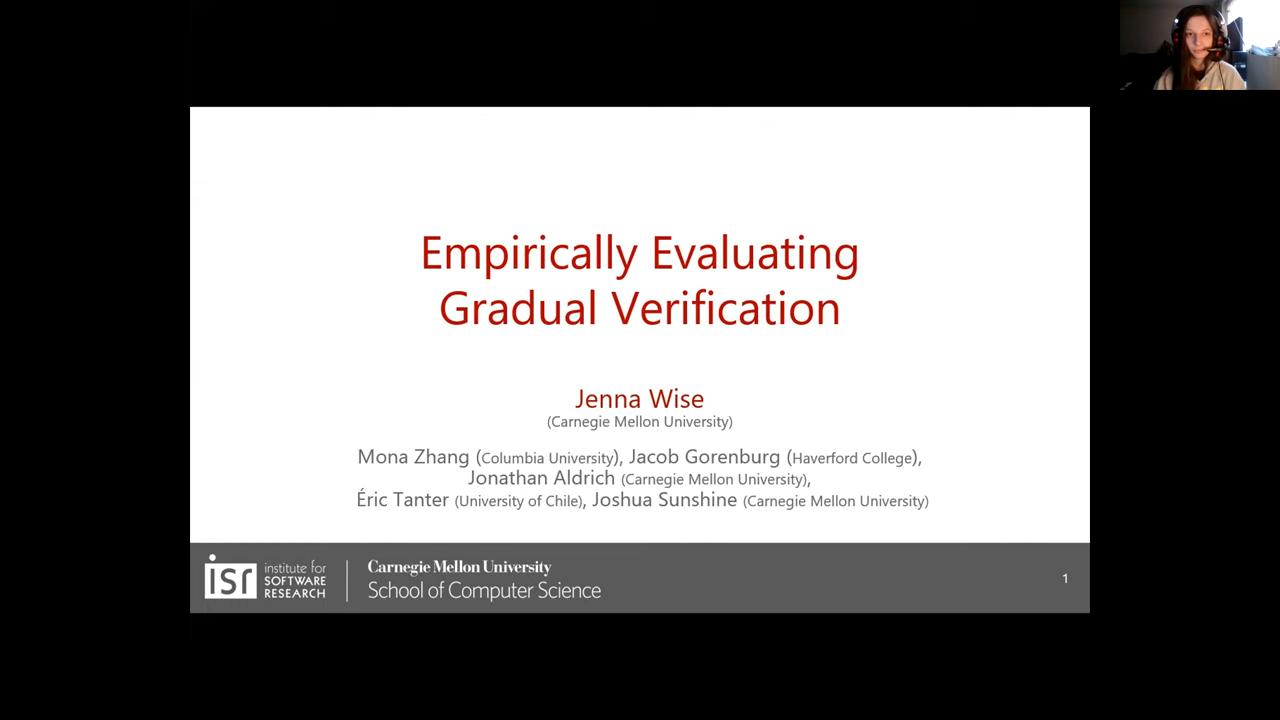 Empirically Evaluating
Gradual Verification
Jenna Wise
(Carnegie Mellon University)
Mona Zhang (Columbia University), Jacob Gorenburg (Haverford College),
Jonathan Aldrich (Carnegie Mellon University),
Éric Tanter (University of Chile), Joshua Sunshine (Carnegie Mellon University)
isr institute for
SOFTWARE
RESEARCH
Carnegie Mellon University
School of Computer Science
1